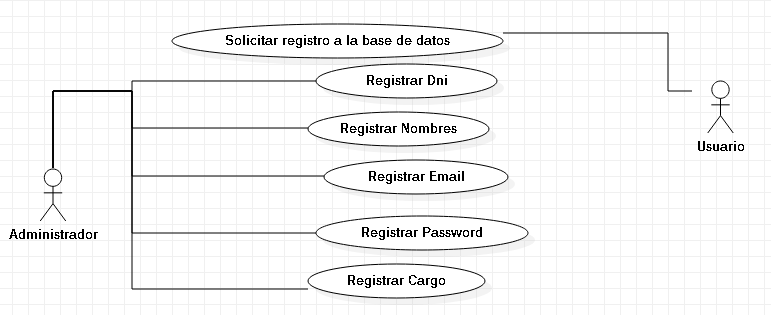 Solicitar registro a la base de datos
Registrar Dni
Registrar Nombres
Usuario
Registrar Email
Administrador
Registrar Password
Registrar Cargo